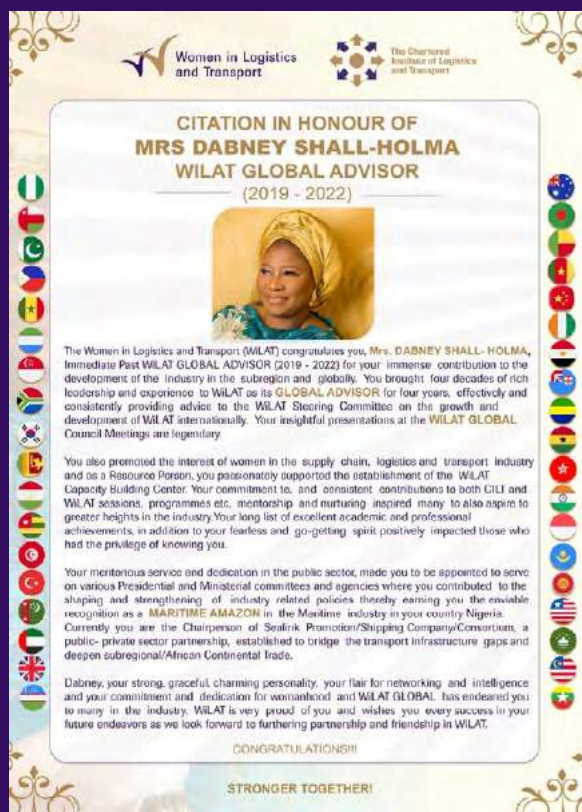 Women in Logistics
and Transport
The Chartered
Institute of Logistics
and Transport
CITATION IN HONOUR OF
MRS DABNEY SHALL-HOLMA
WILAT GLOBAL ADVISOR
(2019 - 2022)
The Women in Logistics and Transport (WiLAT) congratulates you, Mrs. DABNEY SHALL- HOLMA,
Immediate Past WiLAT GLOBAL ADVISOR (2019 - 2022) for your immense contribution to the
development of the industry in the subregion and globally. You brought four decades of rich
leadership and experience to WiLAT as its GLOBAL ADVISOR for four years, effectively and
consistently providing advice to the WiLAT Steering Committee on the growth and
development of WiLAT internationally. Your insightful presentations at the WiLAT GLOBAL
Council Meetings are legendary.
You also promoted the interest of women in the supply chain, logistics and transport industry
and as a Resource Person, you passionately supported the establishment of the WiLAT
Capacity Building Center. Your commitment to, and consistent contributions to both CILT and
WiLAT sessions, programmes etc, mentorship and nurturing inspired many to also aspire to
greater heights in the industry.Your long list of excellent academic and professional
achievements, in addition to your fearless and go-getting spirit positively impacted those who
had the privilege of knowing you.
Your meritorious service and dedication in the public sector, made you to be appointed to serve
on various Presidential and Ministerial committees and agencies where you contributed to the
shaping and strengthening of industry related policies thereby earning you the enviable
recognition as a MARITIME AMAZON in the Maritime industry in your country Nigeria.
Currently you are the Chairperson of Sealink Promotion/Shipping Company/Consortium, a
public- private sector partnership, established to bridge the transport infrastructure gaps and
deepen subregional/African Continental Trade.
Dabney, your strong, graceful, charming personality, your flair for networking and intelligence
and your commitment and dedication for womanhood and WiLAT GLOBAL has endeared you
to many in the industry. WiLAT is very proud of you and wishes you every success in your
future endeavors as we look forward to furthering partnership and friendship in WiLAT.
CONGRATULATIONS!!!
STRONGER TOGETHER!